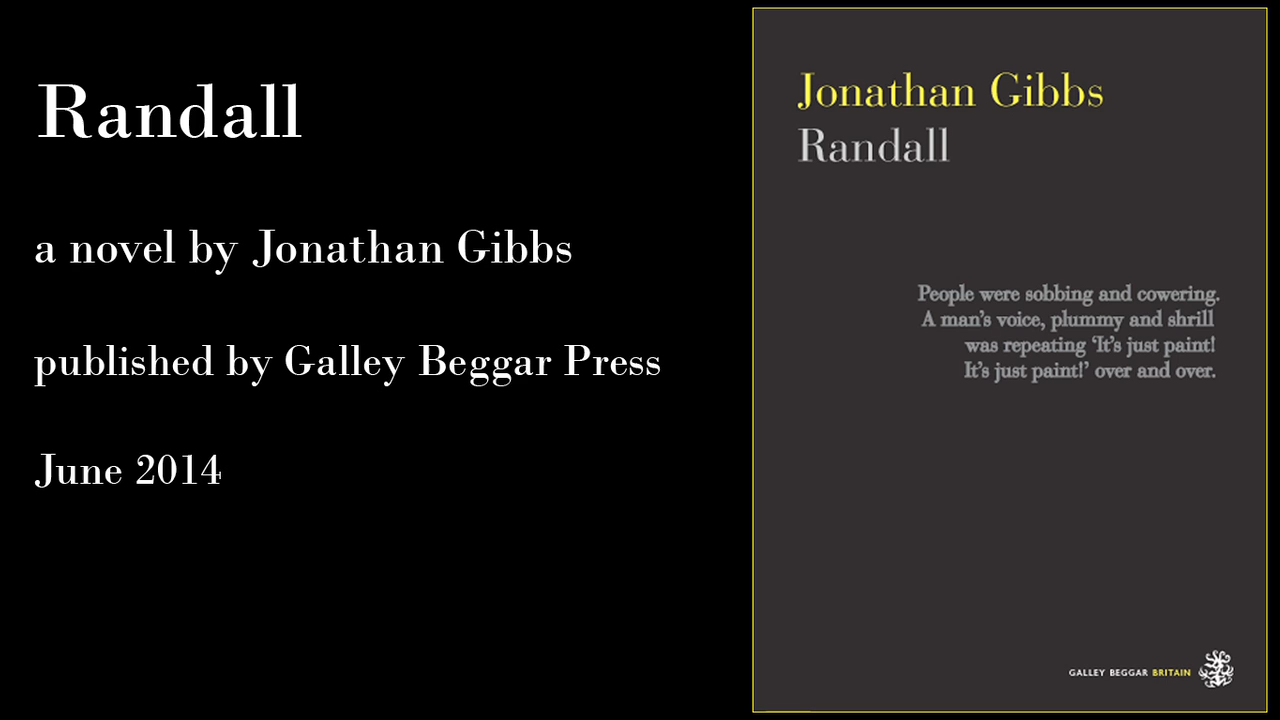 Randall
a novel by Jonathan Gibbs
published by Galley Beggar Press
June 2014
Jonathan Gibbs
Randall
People were sobbing and cowering.
A man’s voice, plummy and shrill
was repeating ‘It’s just paint!
It’s just paint!’ over and over.
GALLEY BEGGAR BRITAIN